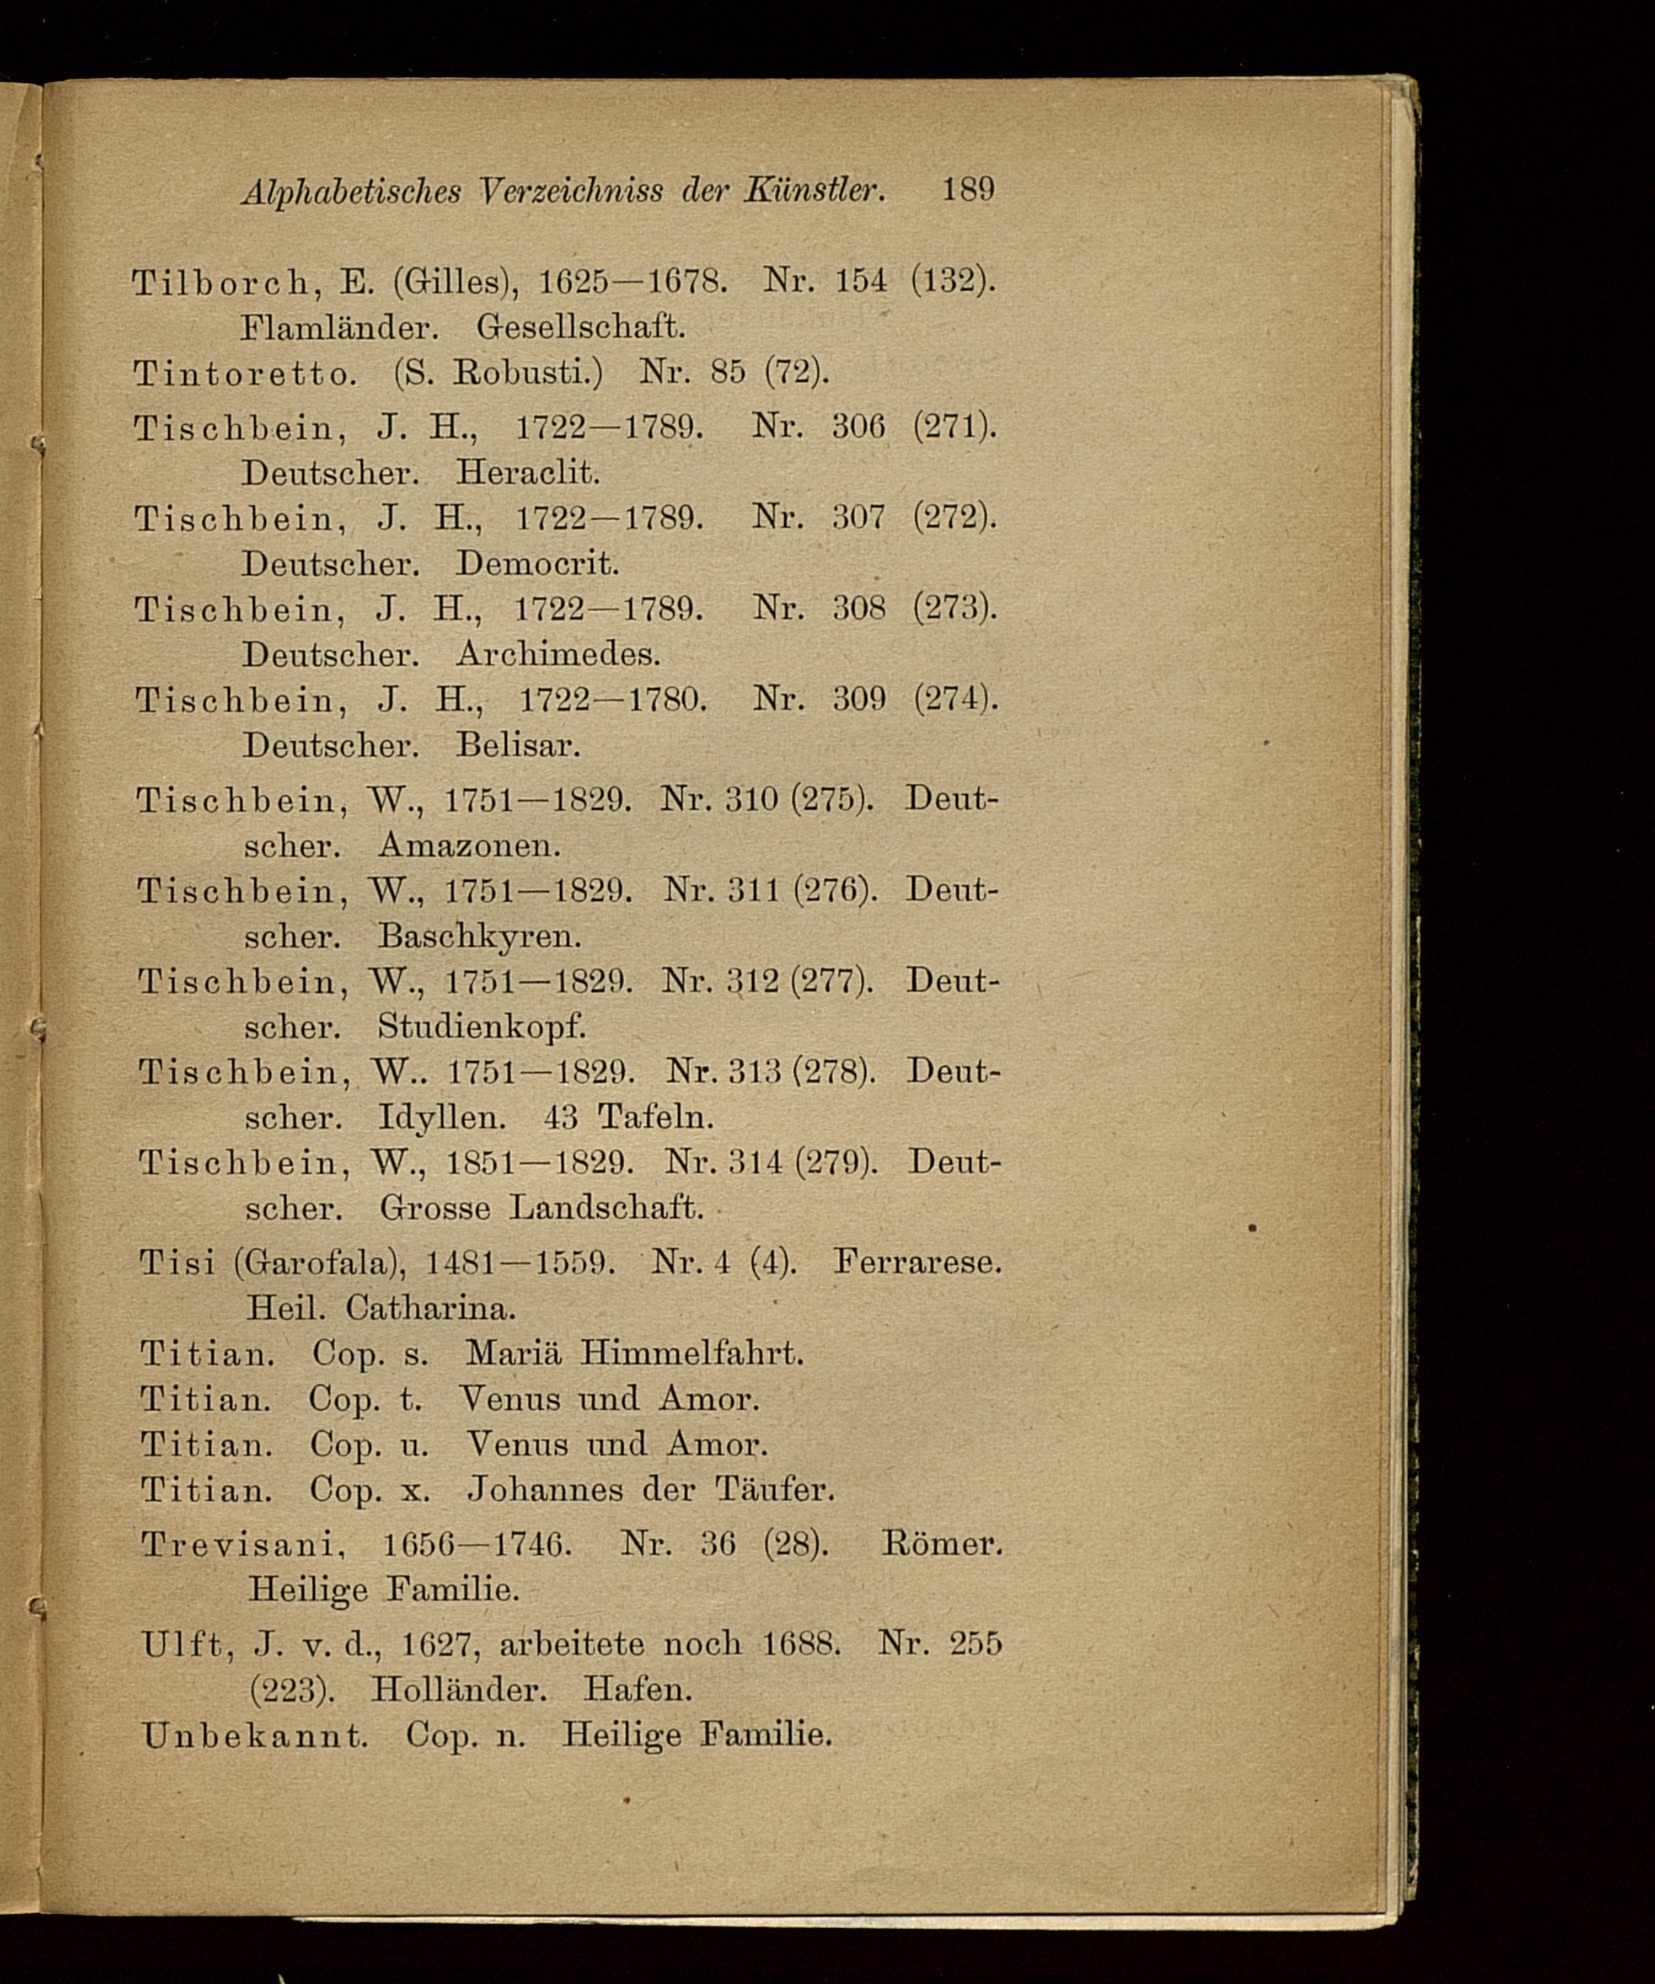 Alphabetisches Verzeichniss der Künstler. 189
Tilborch, E. (Gilles), 1625—1678. Nr. 154 (132).
Flamländer. Gesellschaft.
Tintoretto. (S. Robusti.) Nr. 85 (72).
Tischbein, J. H., 1722—1789. Nr. 306 (271).
Deutscher. Heraclit.
Tischbein, J. H., 1722—1789. Nr. 307 (272).
Deutscher. Democrit.
Tischbein, J. H., 1722—1789. Nr. 308 (273).
Deutscher. Archimedes.
Tischbein, J. H., 1722—1780. Nr. 309 (274).
Deutscher. Belisar.
Tischbein, W., 1751—1829. Nr. 310 (275). Deut-
scher. Amazonen.
Tischbein, W., 1751—1829. Nr. 311 (276). Deut-
scher. Baschkyren.
Tischbein, W., 1751—1829. Nr. 312 (277). Deut-
scher. Studienkopf.
Tischbein, W.. 1751—1829. Nr. 313 (278). Deut-
scher. Idyllen. 43 Tafeln.
Tischbein, W., 1851—1829. Nr. 314 (279). Deut-
scher. Grosse Landschaft.
Tisi (Garofala), 1481—1559. Nr. 4 (4). Ferrarese.
Heil. Catharina.
Titian. Cop. s. Mariä Himmelfahrt.
Titian. Cop. t. Venus und Amor.
Titian. Cop. u. Venus und Amor.
Titian. Cop. x. Johannes der Täufer.
Trevisani, 1656—1746. Nr. 36 (28). Römer.
Heilige Familie.
Ulft, J. v. d., 1627, arbeitete noch 1688. Nr. 255
(223). Holländer. Hafen.
Unbekannt. Cop. n. Heilige Familie.